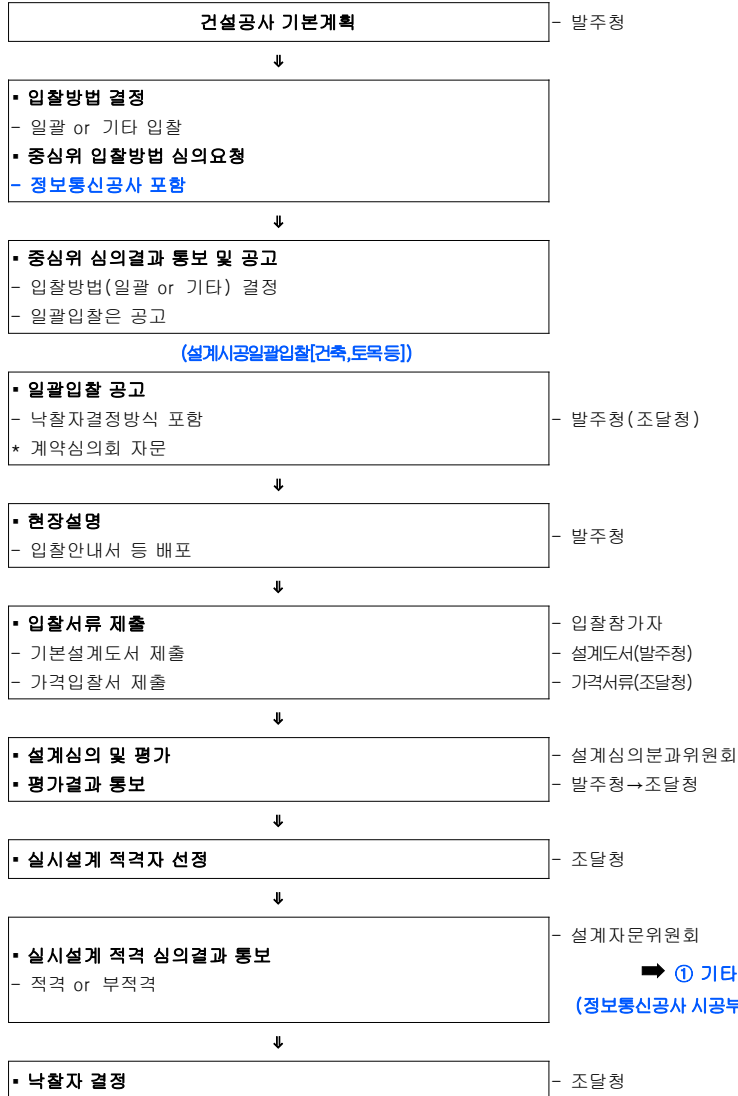 건설공사 기본계획 - 발주청
⇓
▪ 입찰방법 결정
- 일괄 or 기타 입찰
▪ 중심위 입찰방법 심의요청
- 정보통신공사 포함
⇓
▪ 중심위 심의결과 통보 및 공고
- 입찰방법(일괄 or 기타) 결정
- 일괄입찰은 공고
(설계시공일괄입찰[건축,토목등])
▪ 일괄입찰 공고
- 낙찰자결정방식 포함 - 발주청(조달청)
* 계약심의회 자문
⇓
▪ 현장설명
- 입찰안내서 등 배포 - 발주청
⇓
▪ 입찰서류 제출 - 입찰참가자
- 기본설계도서 제출 - 설계도서(발주청)
- 가격입찰서 제출 - 가격서류(조달청)
⇓
▪ 설계심의 및 평가 - 설계심의분과위원회
▪ 평가결과 통보 - 발주청→조달청
⇓
▪ 실시설계 적격자 선정 - 조달청
⇓
- 설계자문위원회
▪ 실시설계 적격 심의결과 통보
- 적격 or 부적격 ➡ ① 기타
(정보통신공사 시공부
⇓
▪ 낙찰자 결정 - 조달청